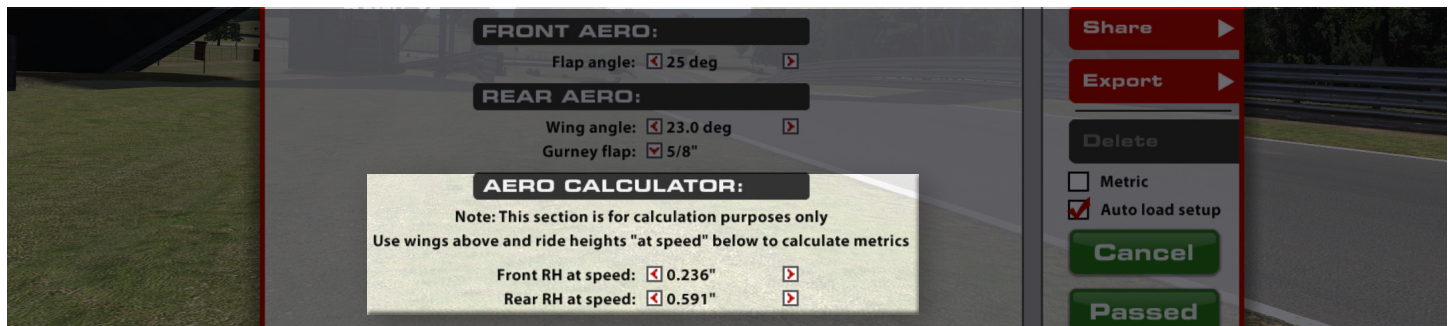 FRONT AERO:
Flap angle: 25 deg
REAR AERO:
Wing angle: 23.0 deg
Gurney flap: 5/8"
AERO CALCULATOR:
Note: This section is for calculation purposes only
Use wings above and ride heights "at speed" below to calculate metrics
Front RH at speed: 0.236"
Rear RH at speed: 0.591"
Share
Export
Delete
Metric
Auto load setup
Cancel
Passed